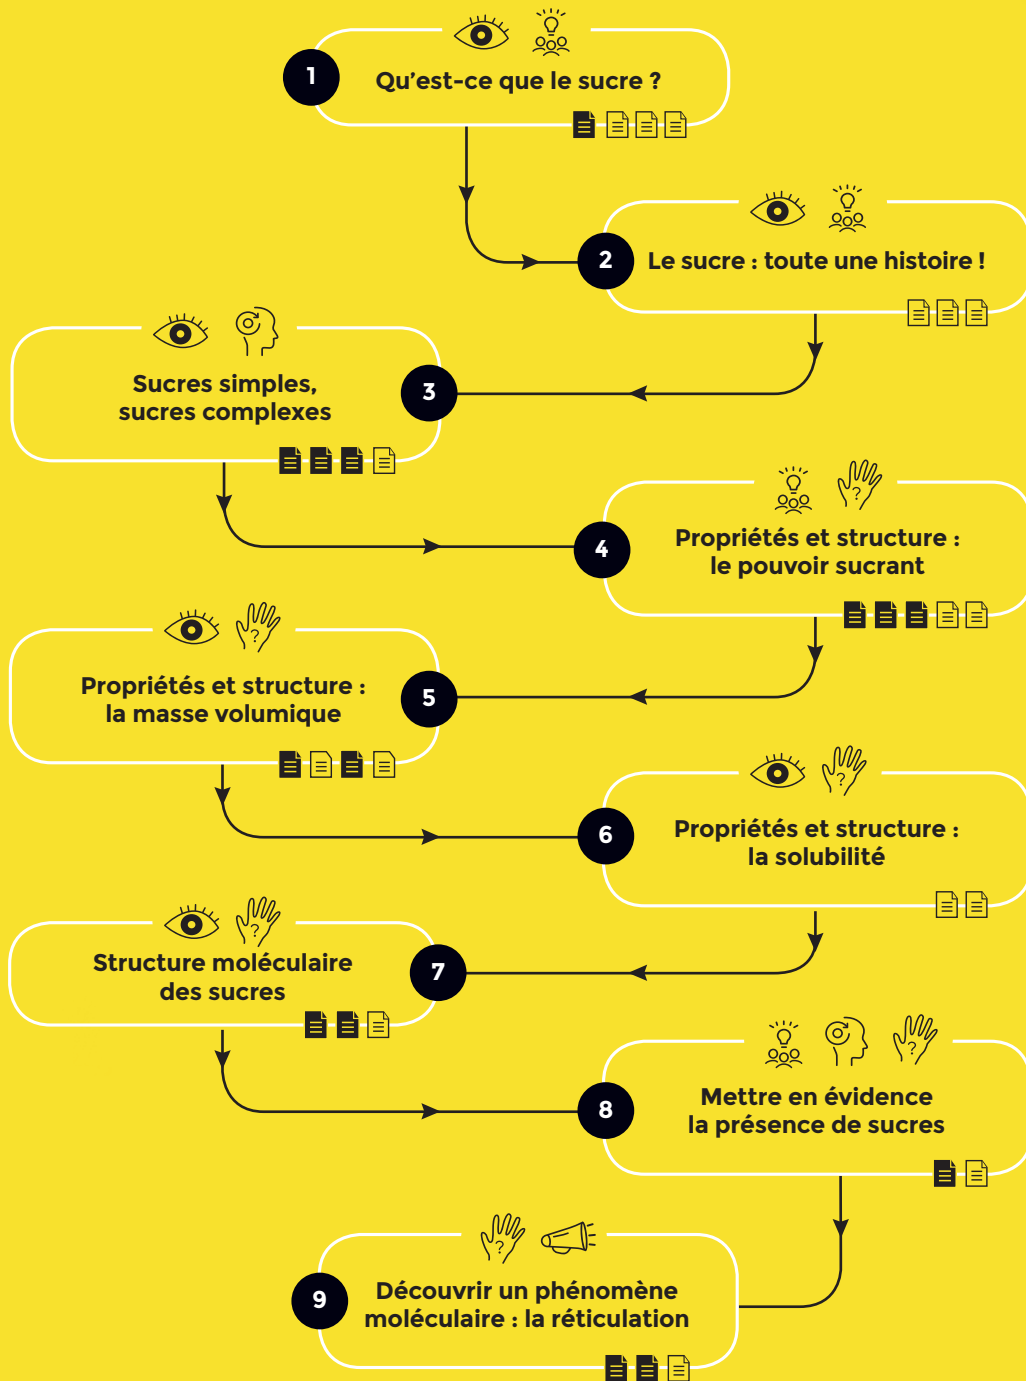 1
Qu’est-ce que le sucre ?
2
Le sucre : toute une histoire !
3
Sucres simples,
sucres complexes
4
Propriétés et structure :
le pouvoir sucrant
5
Propriétés et structure :
la masse volumique
6
Propriétés et structure :
la solubilité
7
Structure moléculaire
des sucres
8
Mettre en évidence
la présence de sucres
9
Découvrir un phénomène
moléculaire : la réticulation